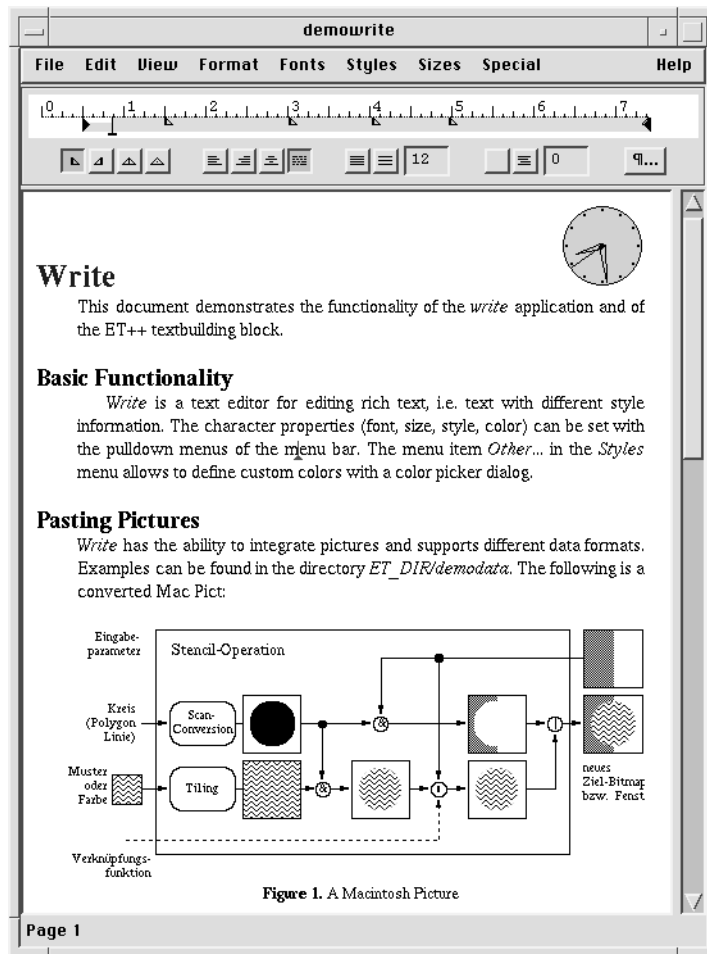 demowrite
File Edit View Format Fonts Styles Sizes Special Help
0 1 2 3 4 5 6 7
12 0 ¶...
Write
This document demonstrates the functionality of the write application and of
the ET++ textbuilding block.
Basic Functionality
Write is a text editor for editing rich text, i.e. text with different style
information. The character properties (font, size, style, color) can be set with
the pulldown menus of the menu bar. The menu item Other... in the Styles
menu allows to define custom colors with a color picker dialog.
Pasting Pictures
Write has the ability to integrate pictures and supports different data formats.
Examples can be found in the directory ET_DIR/demodata. The following is a
converted Mac Pict:
Eingabe-
parameter
Stencil-Operation
Kreis
(Polygon
Linie)
Scan-
Conversion
&
Muster
oder
Farbe
Tiling
&
neues
Ziel-Bitmap
bzw. Fenst
Verknüpfungs-
funktion
Figure 1. A Macintosh Picture
Page 1